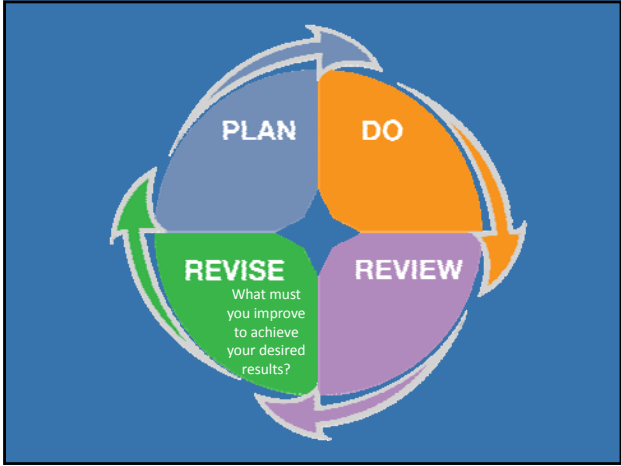 PLAN
DO
REVISE
What must
you improve
to achieve
your desired
results?
REVIEW